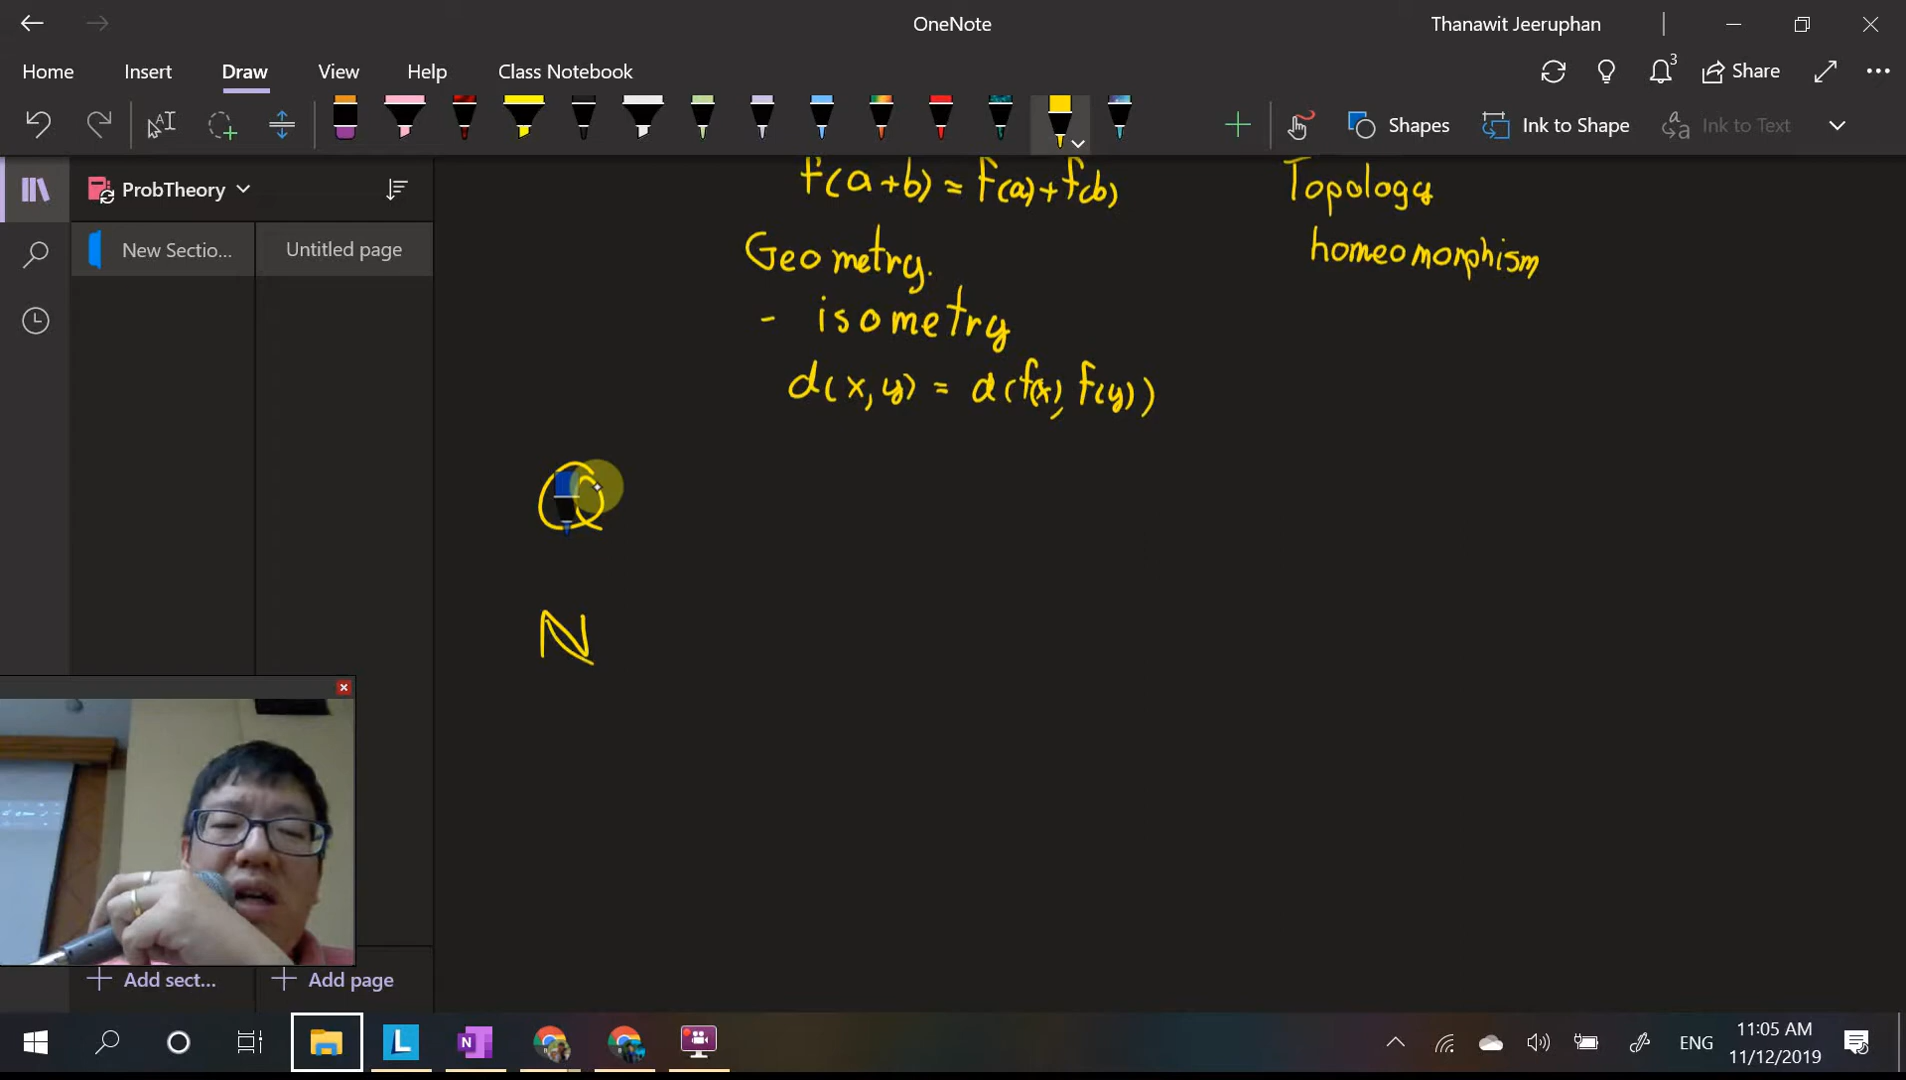 OneNote
Thanawit Jeeruphan
Home
Insert
Draw
View
Help
Class Notebook
3
Share
Shapes
Ink to Shape
Ink to Text
ProbTheory
New Sectio...
Untitled page
f(a+b) = f(a)+f(b)
Topology
homeomorphism
Geometry.
- isometry
d(x,y) = d(f(x), f(y))
Q
N
Add sect...
Add page
L
N
ENG
11:05 AM
11/12/2019